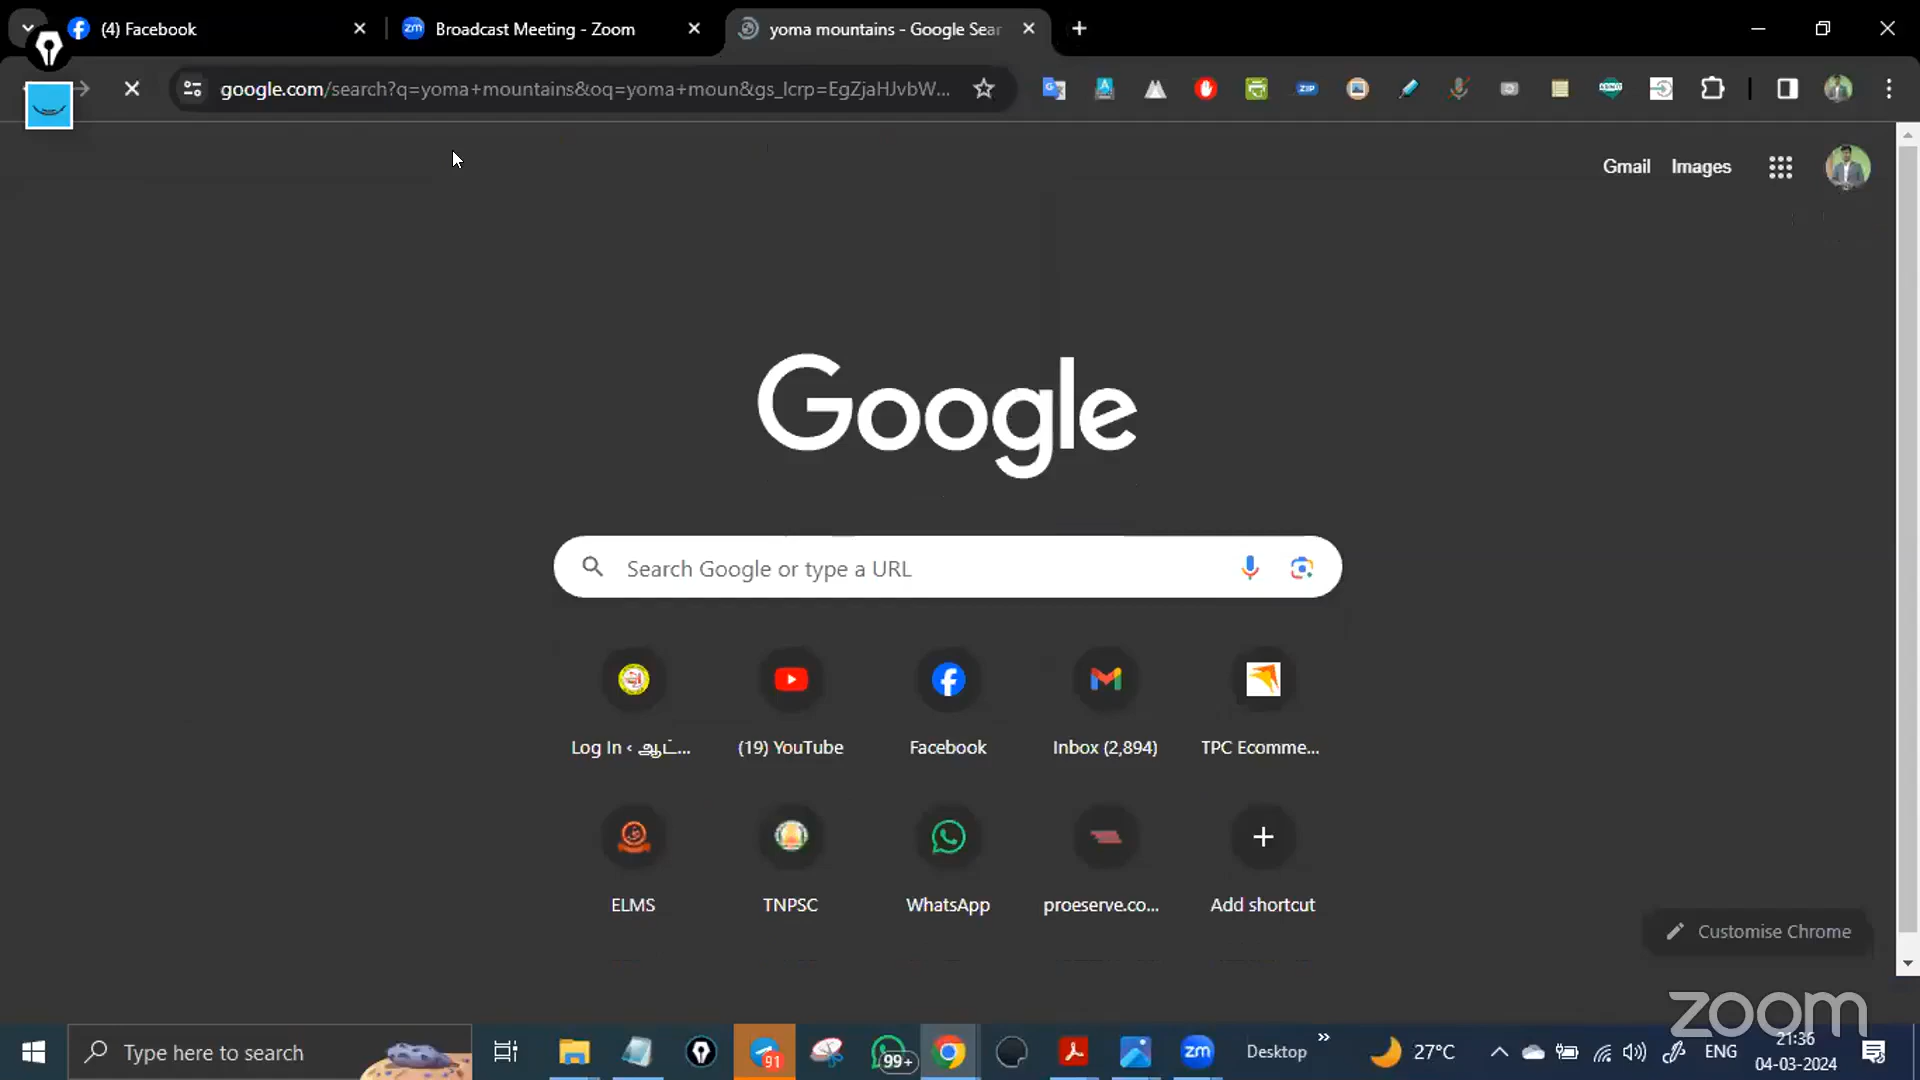 (4) Facebook
Broadcast Meeting - Zoom
yoma mountains - Google Sear
google.com/search?q=yoma+mountains&oq=yoma+moun&gs_lcrp=EgZjaHJvbW...
ZIP
Gmail
Images
Google
Search Google or type a URL
Log In ‹ ஆட்...
(19) YouTube
Facebook
Inbox (2,894)
TPC Ecomme...
ELMS
TNPSC
WhatsApp
proeserve.co...
Add shortcut
Customise Chrome
zoom
Type here to search
91
99+
zm
Desktop
27°C
ENG
21:36
04-03-2024